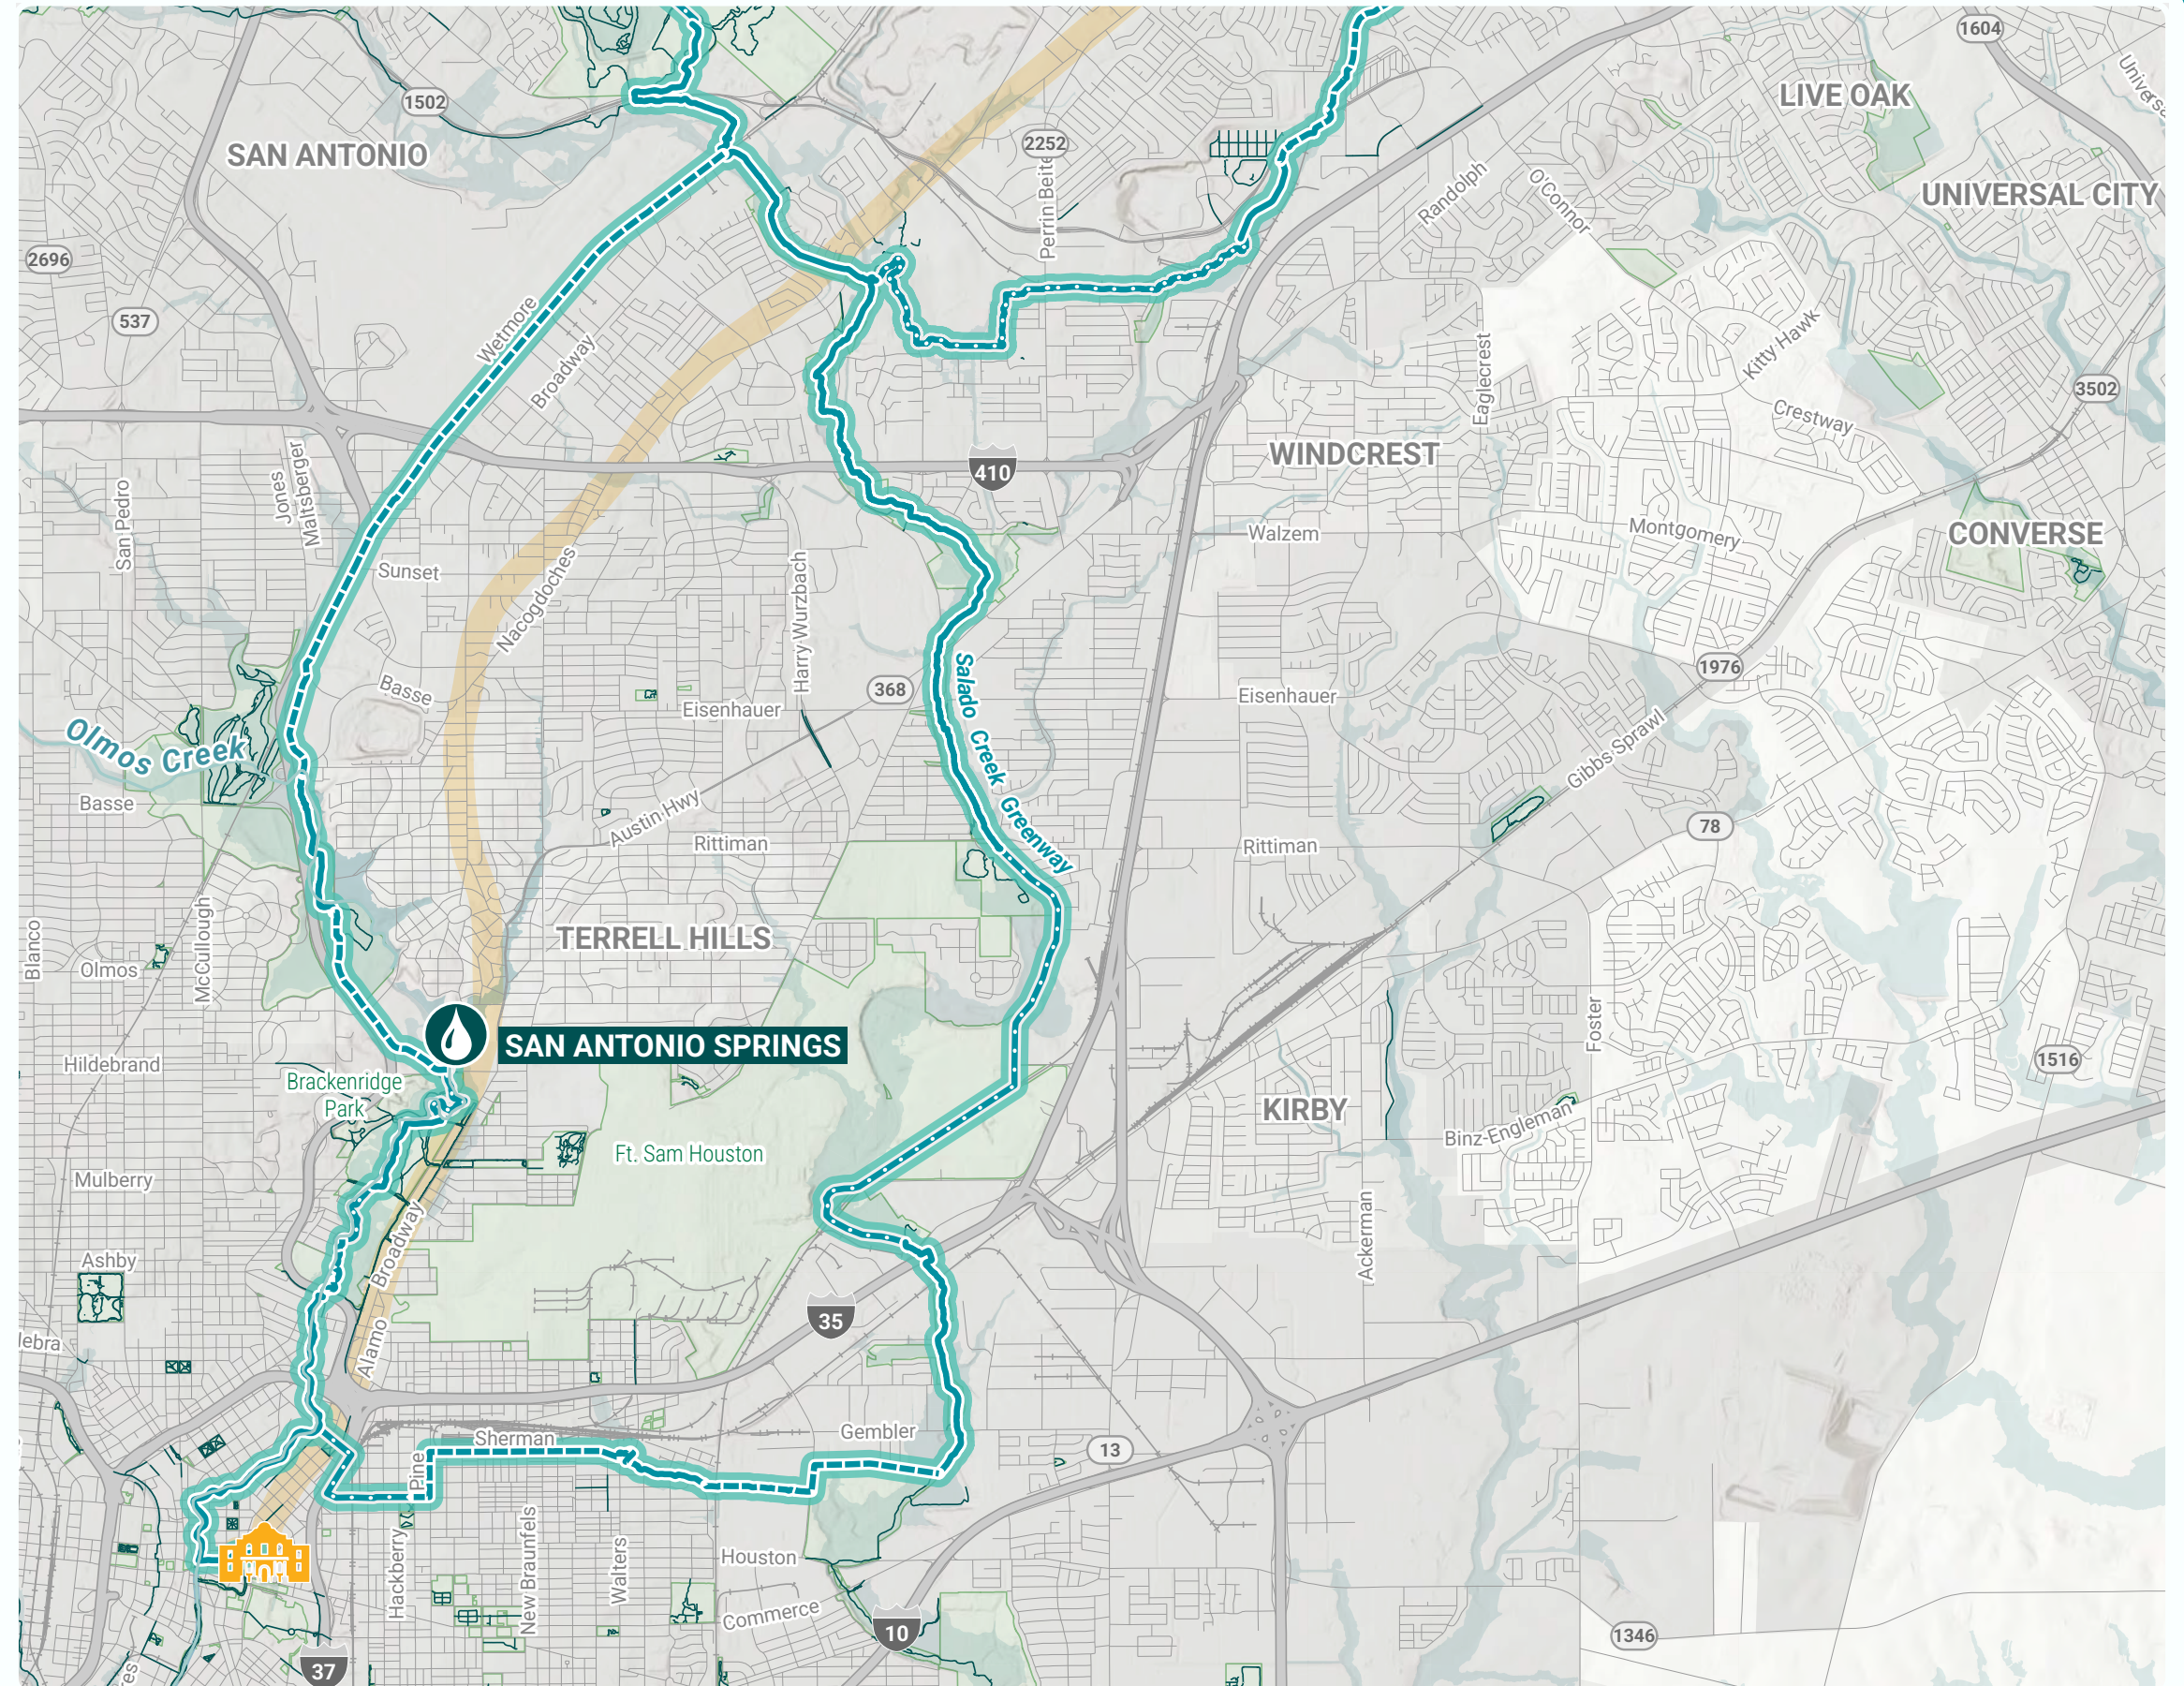 1604
Univers
LIVE OAK
1502
2252
SAN ANTONIO
Perrin Beite
Randolph
O'Connor
UNIVERSAL CITY
2696
537
Wetmore
Broadway
Eaglecrest
Kitty Hawk
3502
Crestway
WINDCREST
410
San Pedro
Jones
Maltsberger
Walzem
Montgomery
CONVERSE
Sunset
Nacogdoches
Harry Wurzbach
Basse
368
Salado Creek Greenway
Eisenhauer
Eisenhauer
1976
Olmos Creek
Gibbs Sprawl
Basse
Austin Hwy
Rittiman
Rittiman
78
Blanco
Olmos
McCullough
TERRELL HILLS
Foster
SAN ANTONIO SPRINGS
Hildebrand
1516
Brackenridge
Park
KIRBY
Binz-Engleman
Ft. Sam Houston
Mulberry
Ackerman
Broadway
Ashby
Alamo
35
lebra
Gembler
Sherman
13
Pine
Hackberry
New Braunfels
Walters
Houston
Commerce
10
1346
37
res